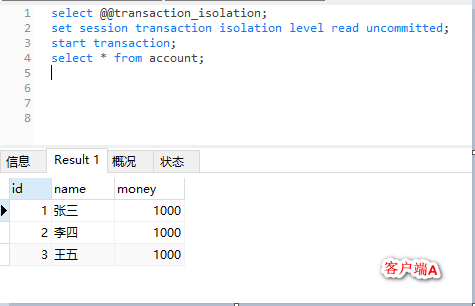 1 select @@transaction_isolation;
2 set session transaction isolation level read uncommitted;
3 start transaction;
4 select * from account;
5
6
7
8
信息 Result 1 概况 状态
id name money
1 张三 1000
2 李四 1000
3 王五 1000
客户端A